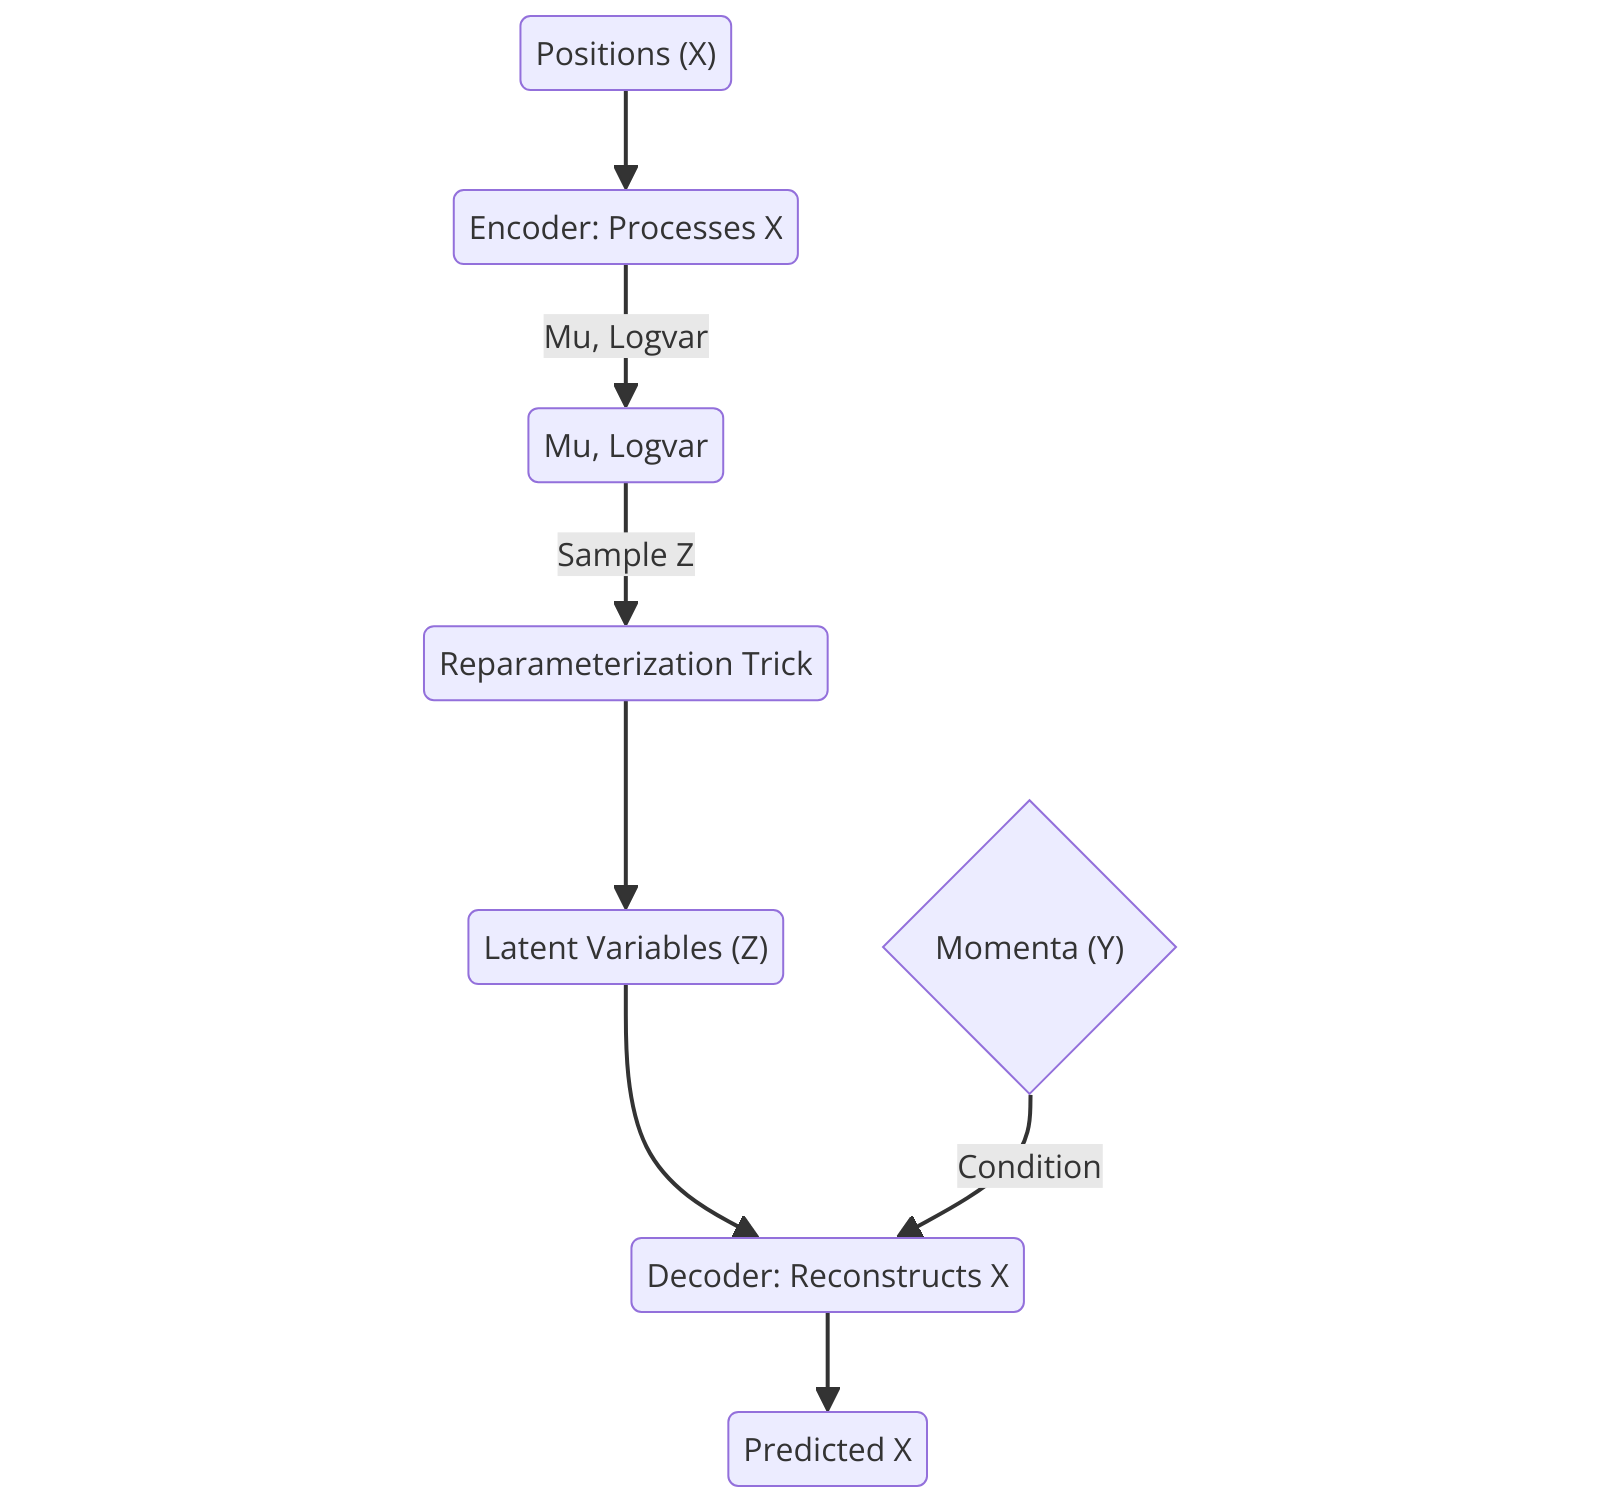 Positions (X)
Encoder: Processes X
Mu, Logvar
Mu, Logvar
Sample Z
Reparameterization Trick
Latent Variables (Z)
Momenta (Y)
Condition
Decoder: Reconstructs X
Predicted X